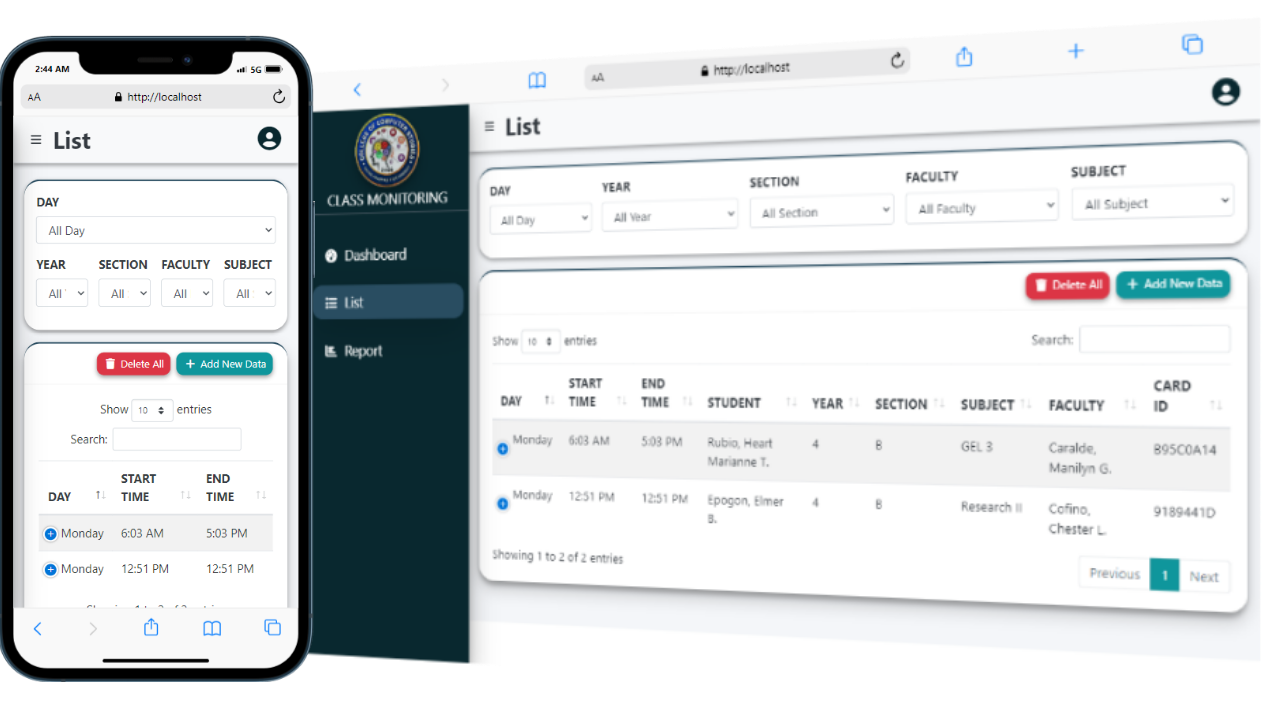 2:44 AM 5G
AA http://localhost
List
DAY
All Day
YEAR SECTION FACULTY SUBJECT
All All All All
Delete All + Add New Data
Show 10 entries
Search:
DAY START TIME END TIME
Monday 6:03 AM 5:03 PM
Monday 12:51 PM 12:51 PM
AA http://localhost
COLLEGE OF COMPUTER STUDIES
CLASS MONITORING
Dashboard
List
Report
List
DAY YEAR SECTION FACULTY SUBJECT
All Day All Year All Section All Faculty All Subject
Delete All + Add New Data
Show 10 entries Search:
DAY START TIME END TIME STUDENT YEAR SECTION SUBJECT FACULTY CARD ID
Monday 6:03 AM 5:03 PM Rubio, Heart 4 B GEL 3 Caralde, B95C0A14
Marianne T. Manilyn G.
Monday 12:51 PM 12:51 PM Epogon, Elmer 4 B Research II Cofino, 9189441D
B. Chester L.
Showing 1 to 2 of 2 entries
Previous 1 Next